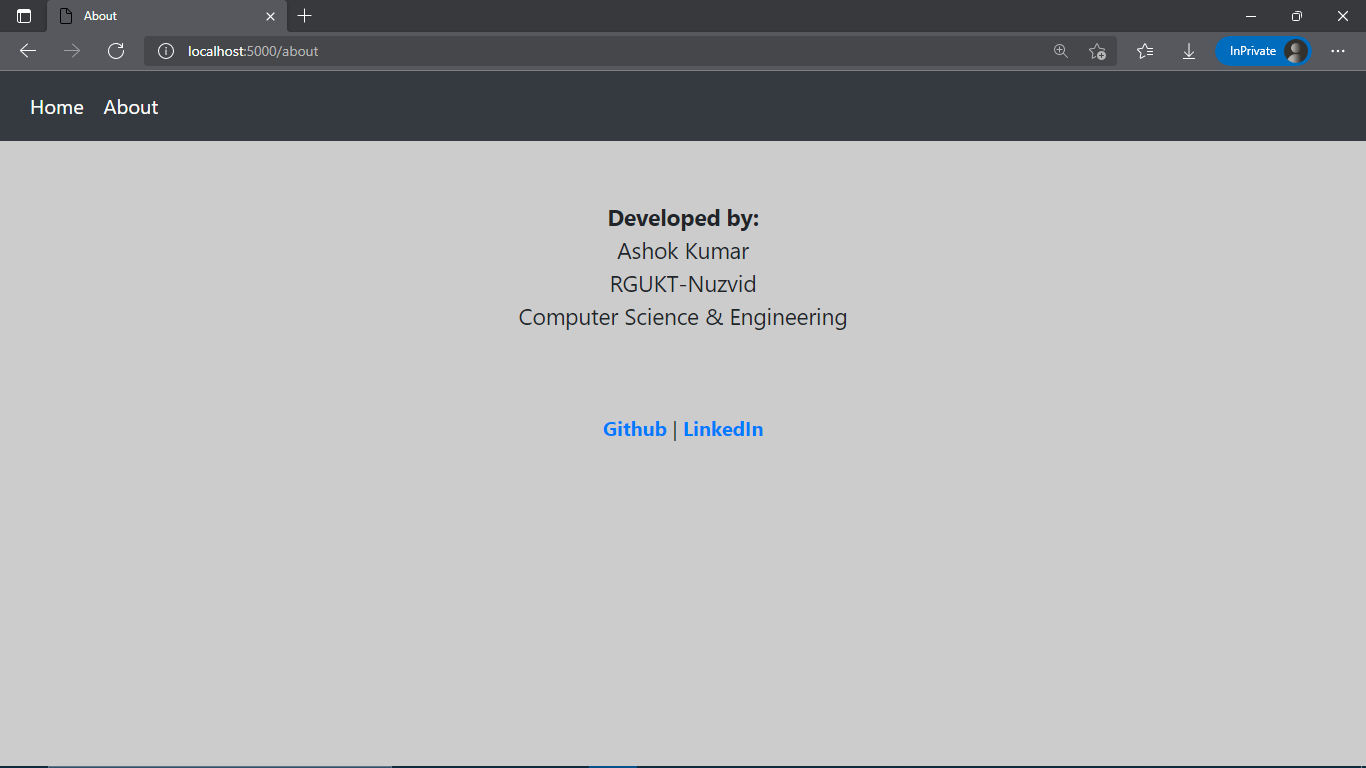 About
localhost:5000/about
InPrivate
Home About
Developed by:
Ashok Kumar
RGUKT-Nuzvid
Computer Science & Engineering
Github | LinkedIn